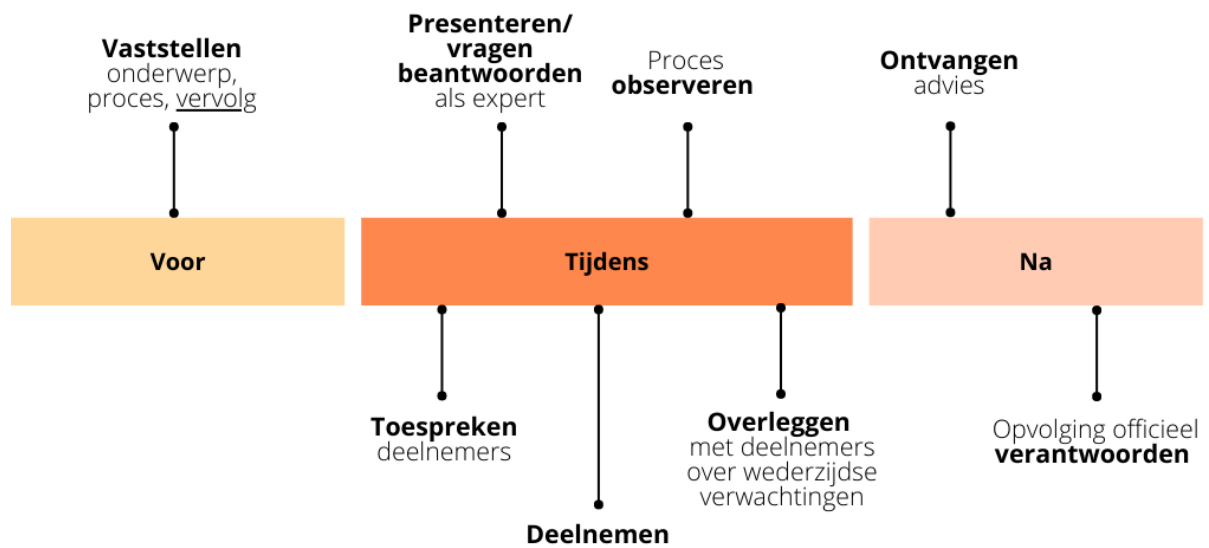 Vaststellen
onderwerp,
proces, vervolg
Presenteren/
vragen
beantwoorden
als expert
Proces
observeren
Ontvangen
advies
Voor
Tijdens
Na
Toespreken
deelnemers
Deelnemen
Overleggen
met deelnemers
over wederzijdse
verwachtingen
Opvolging officieel
verantwoorden